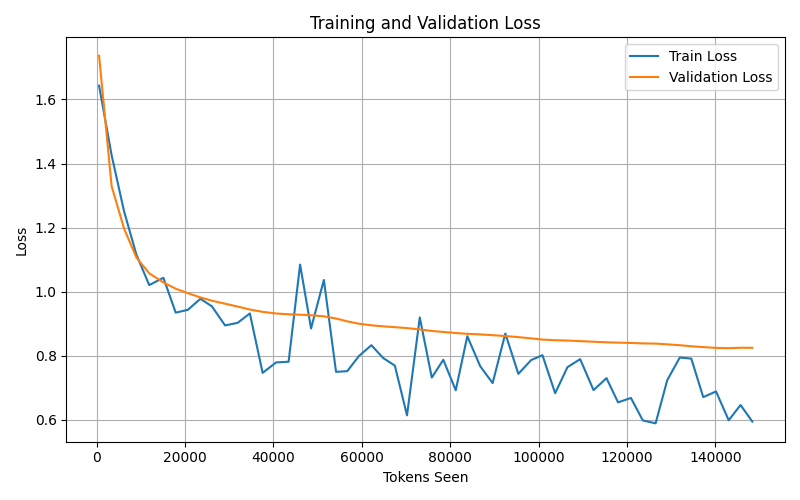 Training and Validation Loss
Train Loss
Validation Loss
1.6
1.4
1.2
1.0
0.8
0.6
Loss
0
20000
40000
60000
80000
100000
120000
140000
Tokens Seen